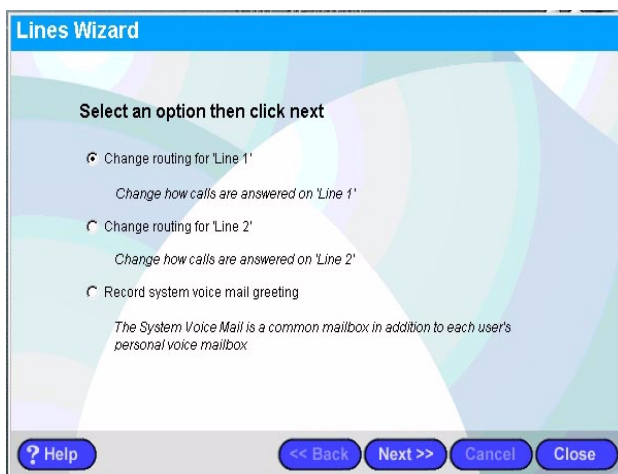 Lines Wizard
Select an option then click next
Change routing for 'Line 1'
Change how calls are answered on 'Line 1'
Change routing for 'Line 2'
Change how calls are answered on 'Line 2'
Record system voice mail greeting
The System Voice Mail is a common mailbox in addition to each user's
personal voice mailbox
? Help
<< Back
Next >>
Cancel
Close